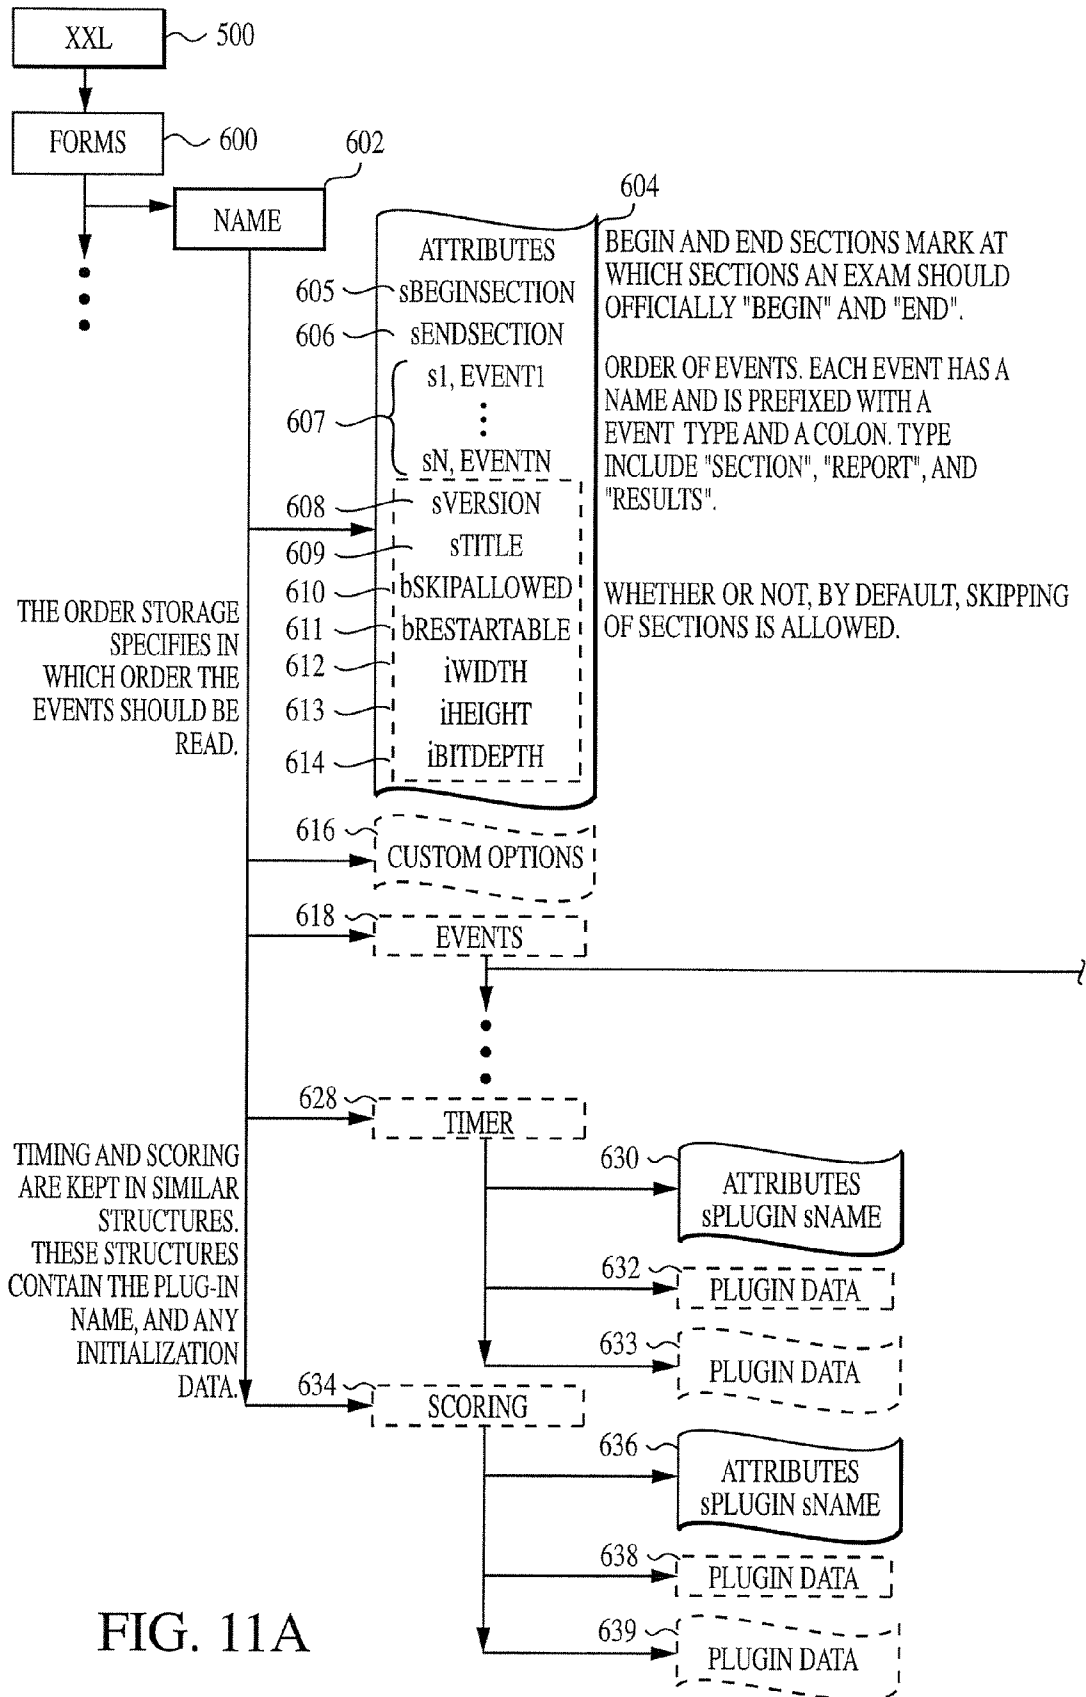 XXL
500
FORMS
600
602
NAME
604
ATTRIBUTES
605
sBEGINSECTION
606
sENDSECTION
BEGIN AND END SECTIONS MARK AT
WHICH SECTIONS AN EXAM SHOULD
OFFICIALLY "BEGIN" AND "END".
607
s1, EVENT1
sN, EVENTN
ORDER OF EVENTS. EACH EVENT HAS A
NAME AND IS PREFIXED WITH A
EVENT TYPE AND A COLON. TYPE
INCLUDE "SECTION", "REPORT", AND
"RESULTS".
608
sVERSION
609
sTITLE
610
bSKIPALLOWED
611
bRESTARTABLE
WHETHER OR NOT, BY DEFAULT, SKIPPING
OF SECTIONS IS ALLOWED.
612
iWIDTH
613
iHEIGHT
614
iBITDEPTH
THE ORDER STORAGE
SPECIFIES IN
WHICH ORDER THE
EVENTS SHOULD BE
READ.
616
CUSTOM OPTIONS
618
EVENTS
628
TIMER
630
ATTRIBUTES
sPLUGIN sNAME
632
PLUGIN DATA
633
PLUGIN DATA
TIMING AND SCORING
ARE KEPT IN SIMILAR
STRUCTURES.
THESE STRUCTURES
CONTAIN THE PLUG-IN
NAME, AND ANY
INITIALIZATION
DATA.
634
SCORING
636
ATTRIBUTES
sPLUGIN sNAME
638
PLUGIN DATA
639
PLUGIN DATA
FIG. 11A